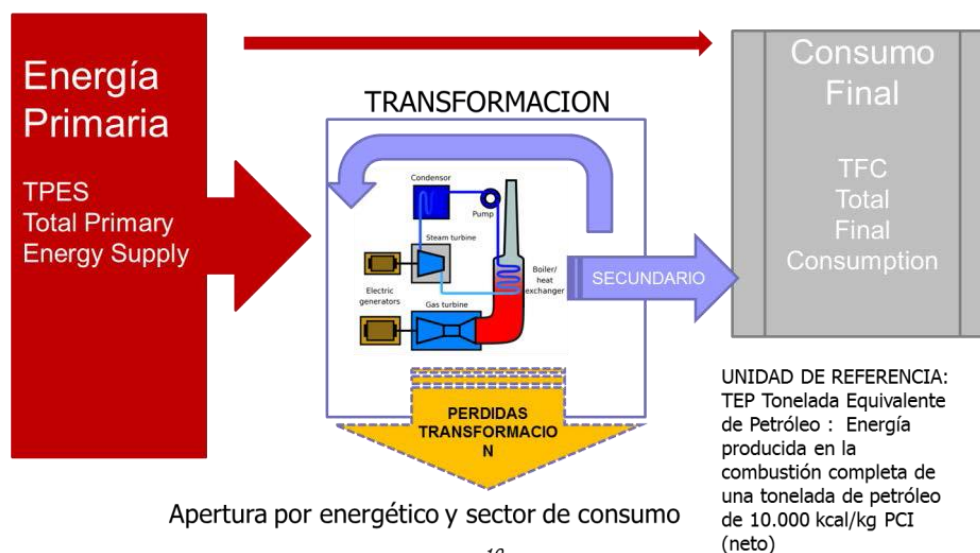 Energía
Primaria
TPES
Total Primary
Energy Supply
TRANSFORMACION
Condensor
Pump
Steam turbine
Boiler/
heat
exchanger
Electric
generators
Gas turbine
SECUNDARIO
PERDIDAS
TRANSFORMACIO
N
Consumo
Final
TFC
Total
Final
Consumption
UNIDAD DE REFERENCIA:
TEP Tonelada Equivalente
de Petróleo : Energía
producida en la
combustión completa de
una tonelada de petróleo
de 10.000 kcal/kg PCI
(neto)
Apertura por energético y sector de consumo